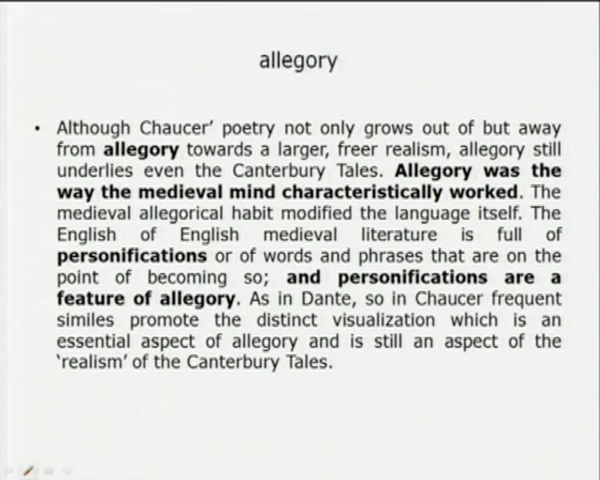 allegory
• Although Chaucer' poetry not only grows out of but away
from allegory towards a larger, freer realism, allegory still
underlies even the Canterbury Tales. Allegory was the
way the medieval mind characteristically worked. The
medieval allegorical habit modified the language itself. The
English of English medieval literature is full of
personifications or of words and phrases that are on the
point of becoming so; and personifications are a
feature of allegory. As in Dante, so in Chaucer frequent
similes promote the distinct visualization which is an
essential aspect of allegory and is still an aspect of the
‘realism’ of the Canterbury Tales.